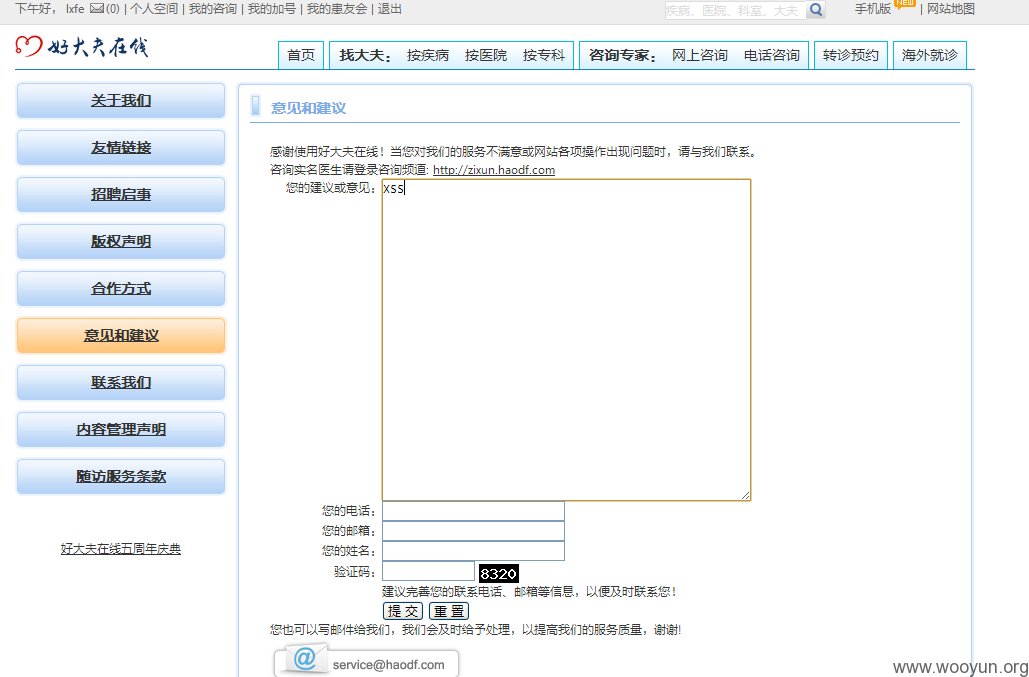 下午好， lxfe (0) | 个人空间 | 我的咨询 | 我的加号 | 我的患友会 | 退出
疾病、医院、科室、大夫
手机版 NEW | 网站地图
好大夫在线
首页 找大夫： 按疾病 按医院 按专科 咨询专家： 网上咨询 电话咨询 转诊预约 海外就诊
关于我们
友情链接
招聘启事
版权声明
合作方式
意见和建议
联系我们
内容管理声明
随访服务条款
好大夫在线五周年庆典
意见和建议
感谢使用好大夫在线！当您对我们的服务不满意或网站各项操作出现问题时，请与我们联系。
咨询实名医生请登录咨询频道: http://zixun.haodf.com
您的建议或意见: XSS
您的电话:
您的邮箱:
您的姓名:
验证码: 8320
建议完善您的联系电话、邮箱等信息，以便及时联系您！
提 交 重 置
您也可以写邮件给我们，我们会及时给予处理，以提高我们的服务质量，谢谢!
@ service@haodf.com
www.wooyun.org